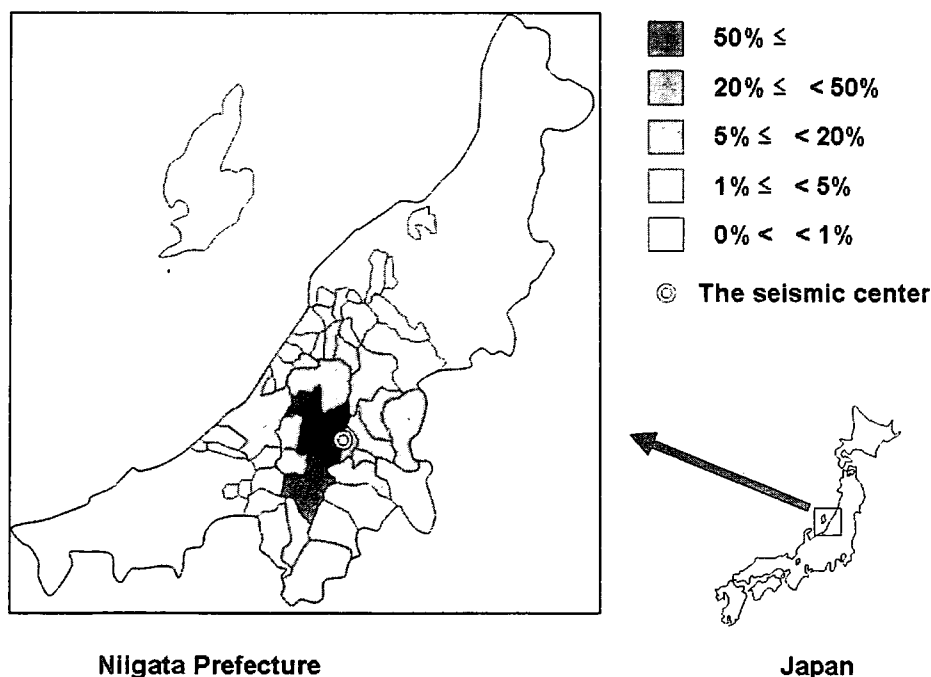 50% ≤
20% ≤ < 50%
5% ≤ < 20%
1% ≤ < 5%
0% < < 1%
The seismic center
Niigata Prefecture
Japan